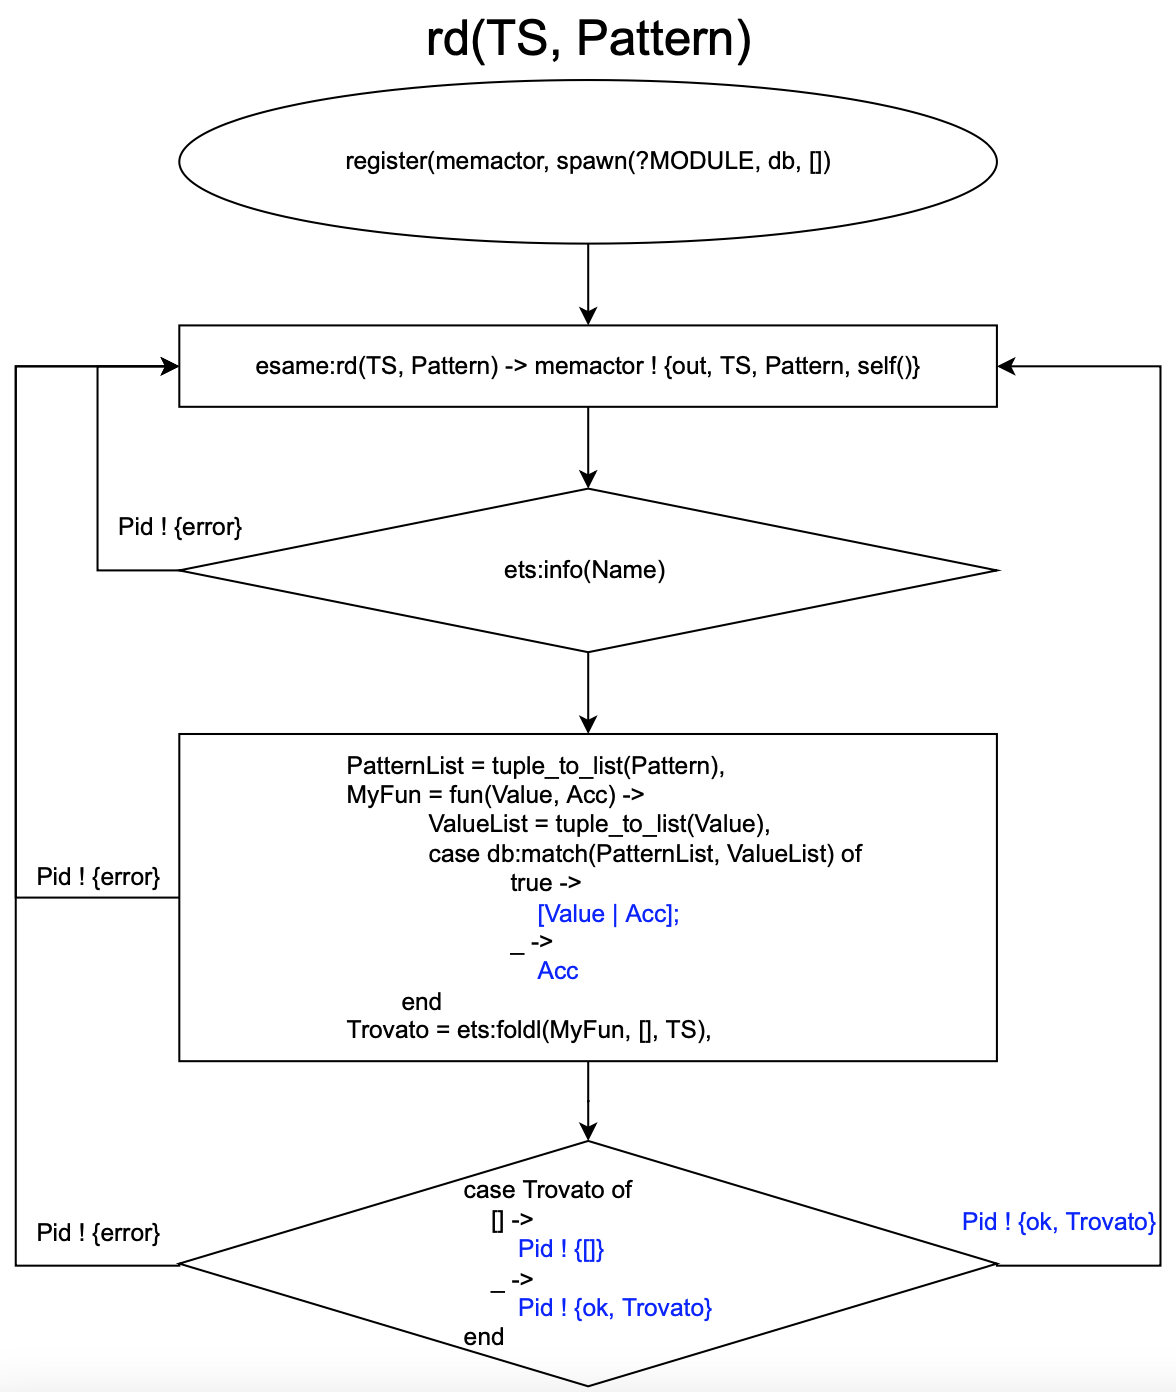 rd(TS, Pattern)
register(memactor, spawn(?MODULE, db, [])
esame:rd(TS, Pattern) -> memactor ! {out, TS, Pattern, self()}
Pid ! {error}
ets:info(Name)
PatternList = tuple_to_list(Pattern),
MyFun = fun(Value, Acc) ->
ValueList = tuple_to_list(Value),
case db:match(PatternList, ValueList) of
true ->
[Value | Acc];
_ ->
Acc
end
Trovato = ets:foldl(MyFun, [], TS),
Pid ! {error}
case Trovato of
[] ->
Pid ! {[]}
_ ->
Pid ! {ok, Trovato}
end
Pid ! {error}
Pid ! {ok, Trovato}